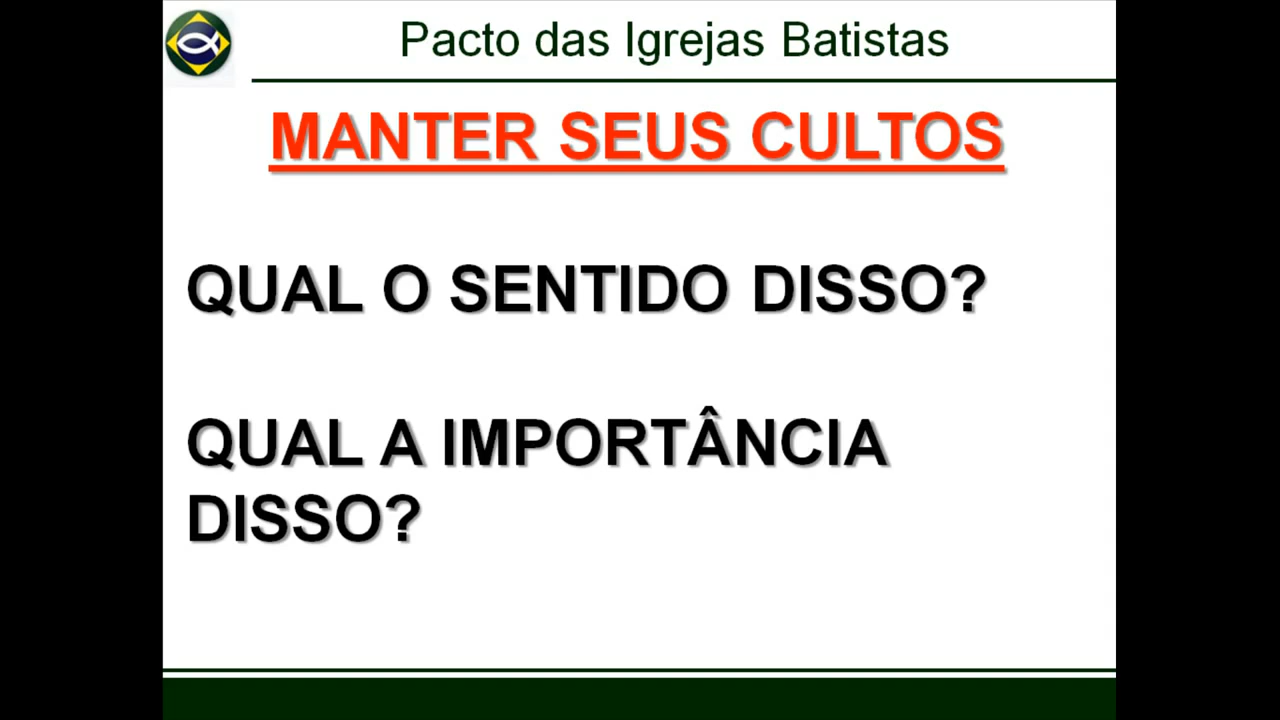 Pacto das Igrejas Batistas
MANTER SEUS CULTOS
QUAL O SENTIDO DISSO?
QUAL A IMPORTÂNCIA
DISSO?